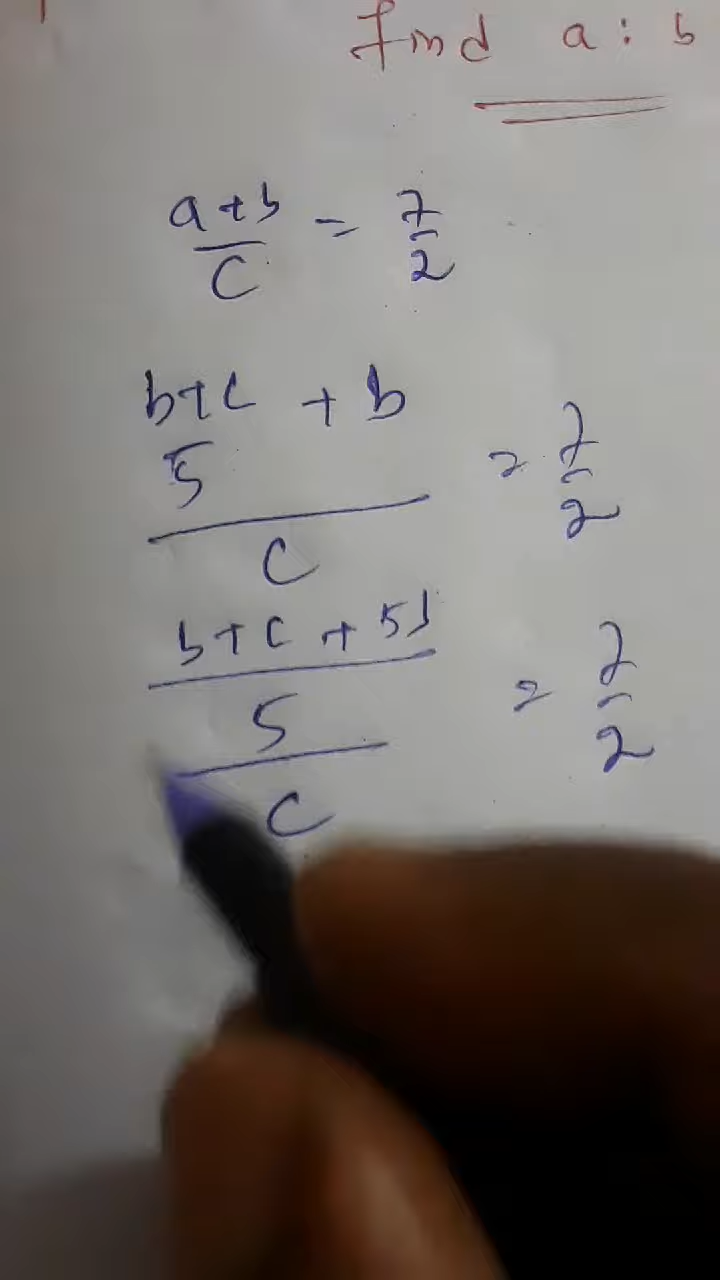 find a : b
a + b
= 7/2
c
b+c + b
5
= 7/2
c
b + c + 5b
= 7/2
5
c